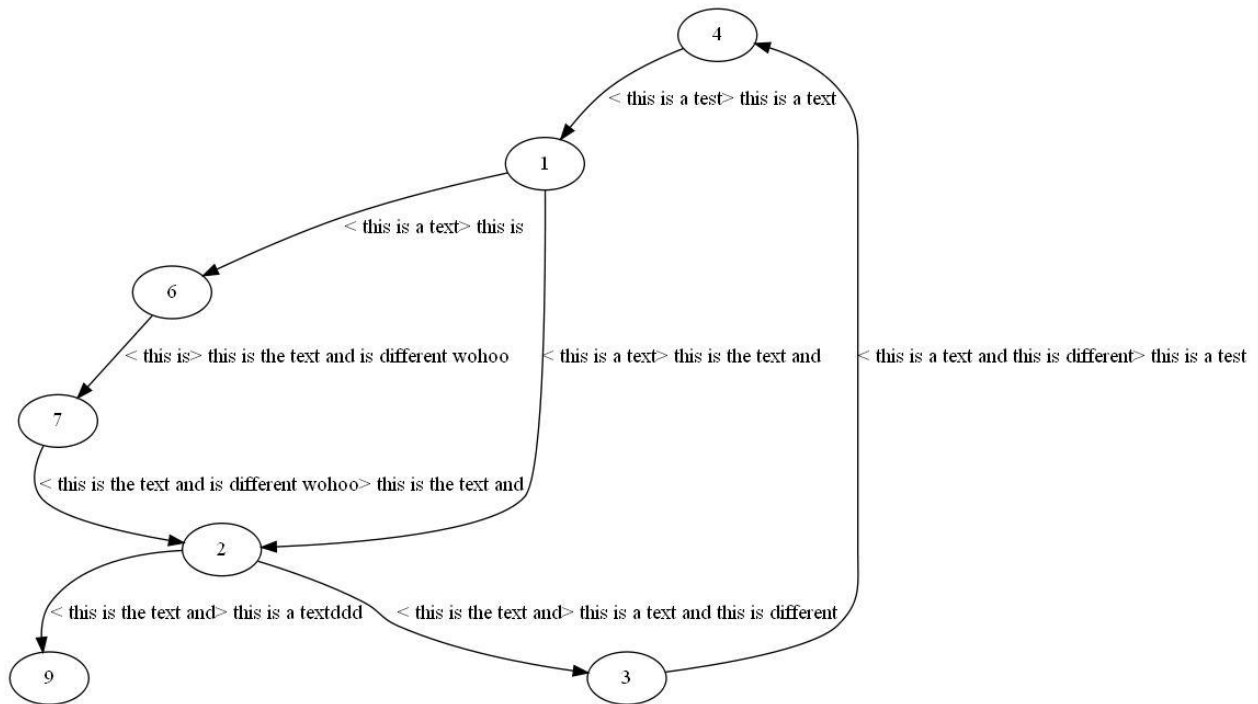 4
< this is a test> this is a text
1
< this is a text> this is
6
< this is> this is the text and is different wohoo
< this is a text> this is the text and
< this is a text and this is different> this is a test
7
< this is the text and is different wohoo> this is the text and
2
< this is the text and> this is a textddd
< this is the text and> this is a text and this is different
9
3